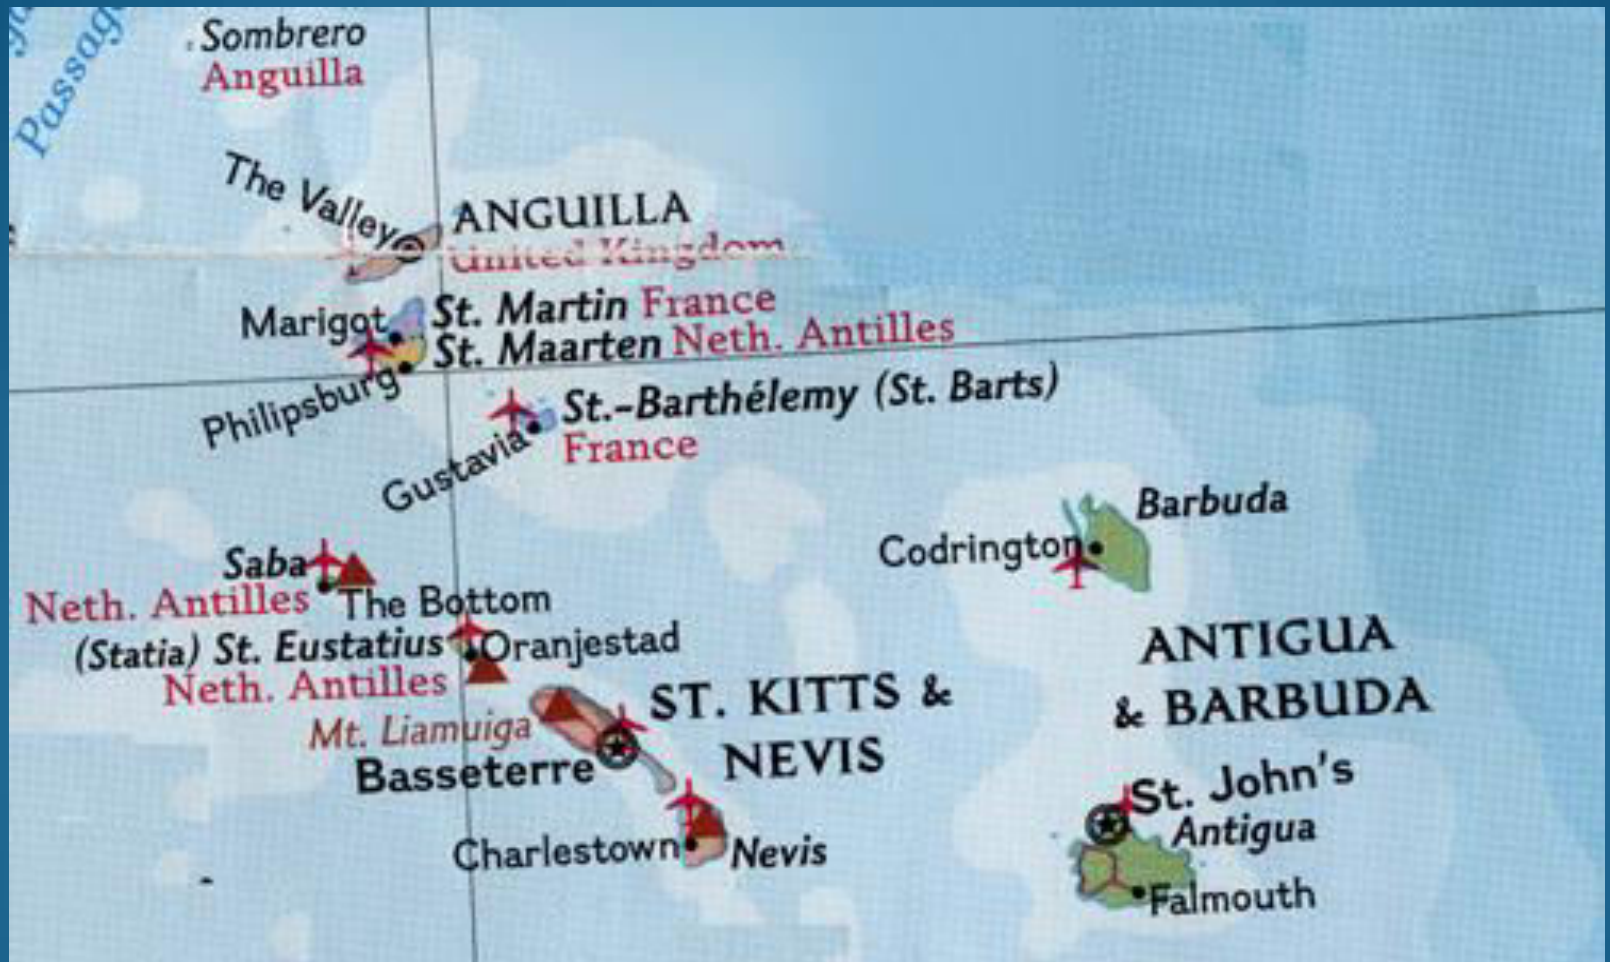 Passag
Sombrero
Anguilla
The Valley
ANGUILLA
United Kingdom
Marigot
St. Martin France
St. Maarten Neth. Antilles
Philipsburg
St.-Barthélemy (St. Barts)
France
Gustavia
Barbuda
Codrington
Saba
Neth. Antilles
The Bottom
(Statia) St. Eustatius
Oranjestad
Neth. Antilles
ST. KITTS &
NEVIS
Mt. Liamuiga
Basseterre
Charlestown
Nevis
ANTIGUA
& BARBUDA
St. John's
Antigua
Falmouth